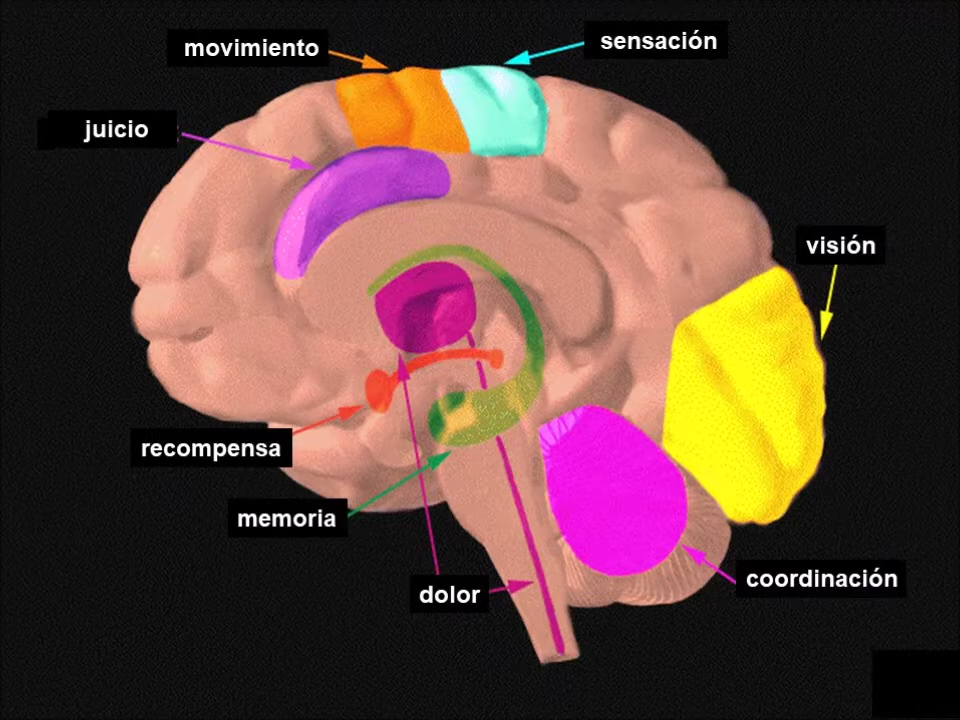 movimiento
sensación
juicio
visión
recompensa
memoria
coordinación
dolor